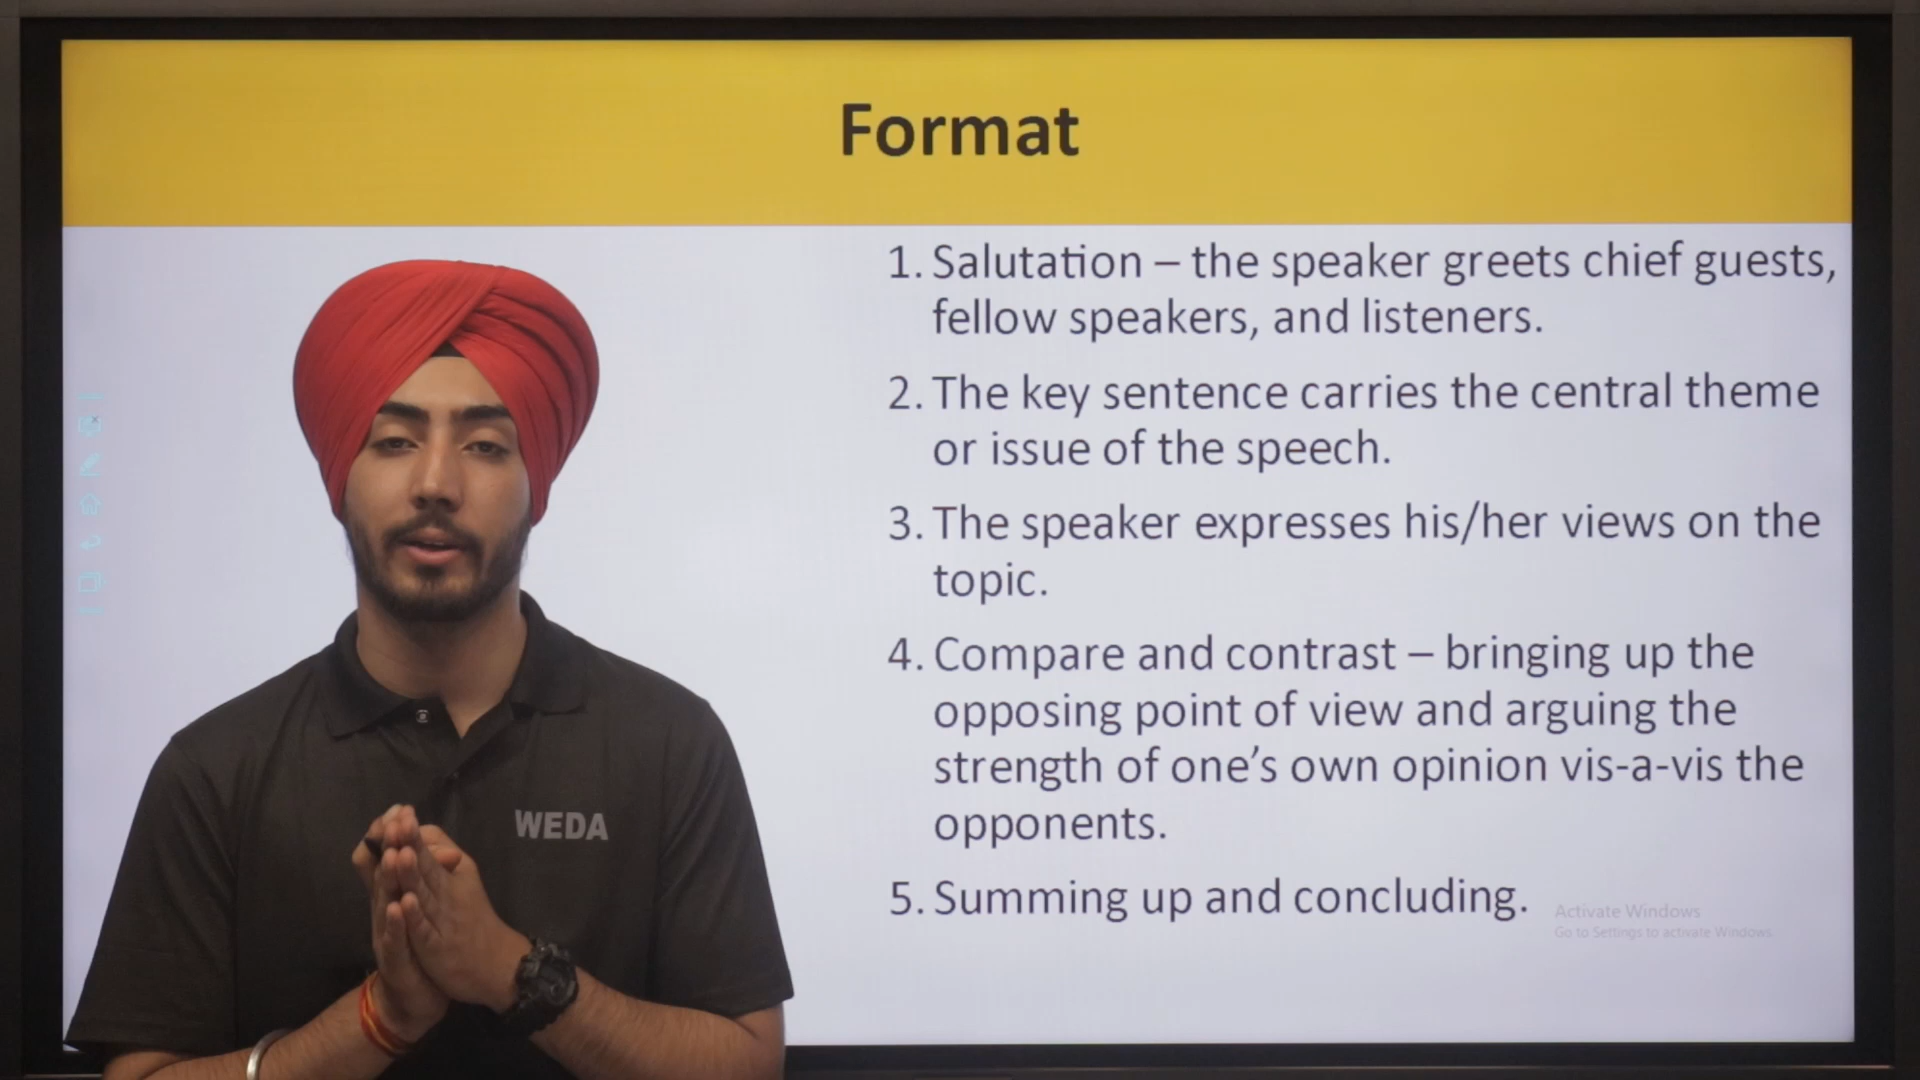 Format
1. Salutation – the speaker greets chief guests,
fellow speakers, and listeners.
2. The key sentence carries the central theme
or issue of the speech.
3. The speaker expresses his/her views on the
topic.
4. Compare and contrast – bringing up the
opposing point of view and arguing the
strength of one’s own opinion vis-a-vis the
opponents.
5. Summing up and concluding.
Activate Windows
Go to Settings to activate Windows.
WEDA